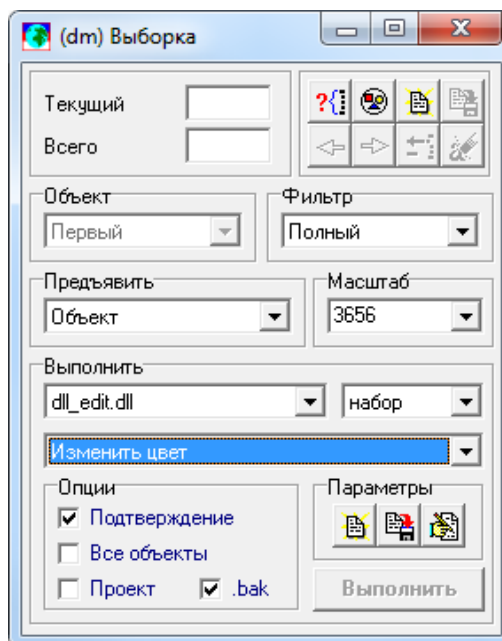 (dm) Выборка
Текущий
Всего
Объект
Фильтр
Первый
Полный
Предъявить
Масштаб
Объект
3656
Выполнить
dll_edit.dll
набор
Изменить цвет
Опции
Параметры
Подтверждение
Все объекты
Проект
.bak
Выполнить